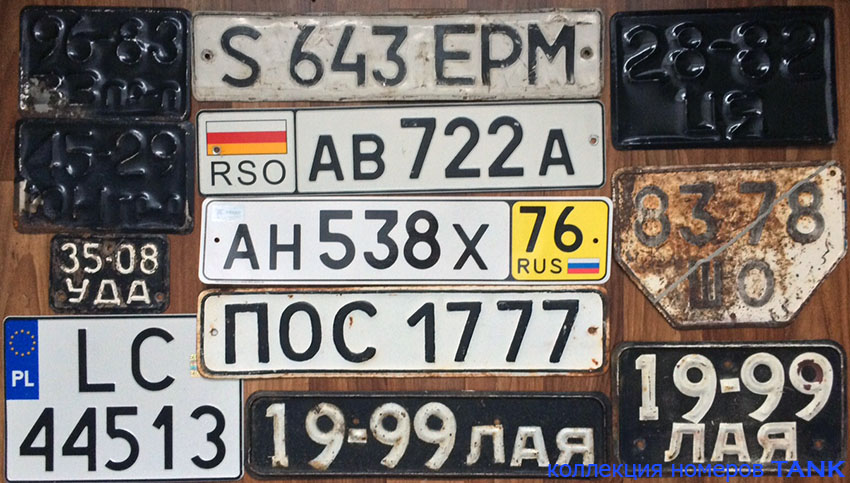 96-83
S 643 EPM
28-82
ЦЯ
RSO
АВ 722 А
45-29
АН 538 Х
76
RUS
83 78
ШО
35-08
УДА
ПОС 1777
PL
LC
44513
19-99 ЛАЯ
19-99
ЛАЯ
коллекция номеров TANK